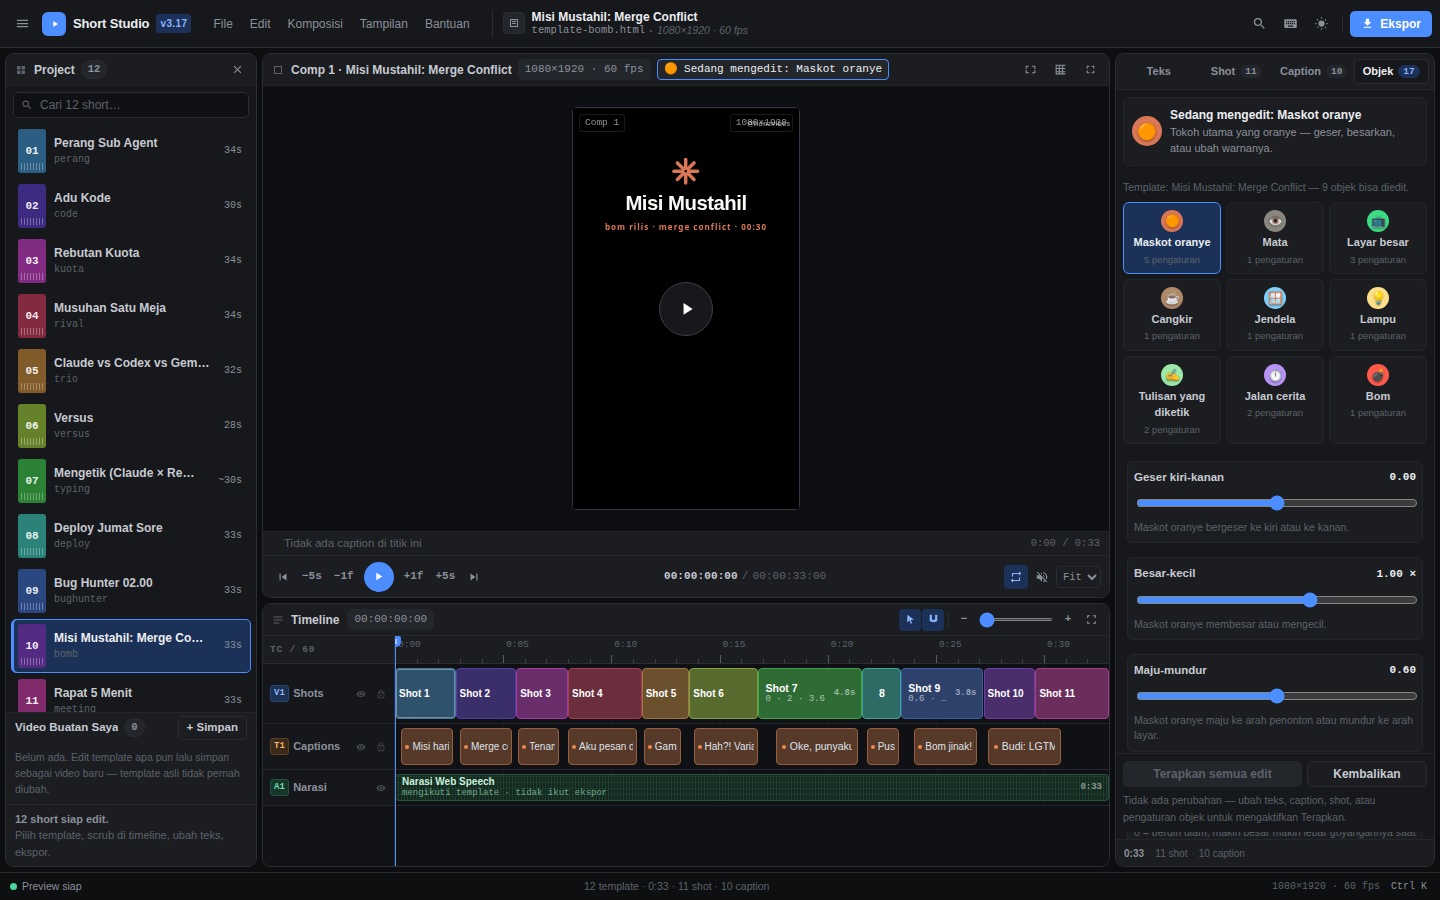 Short Studio v3.17 File Edit Komposisi Tampilan Bantuan
Misi Mustahil: Merge Conflict
template-bomb.html · 1080×1920 · 60 fps
Ekspor
Project 12
Cari 12 short…
01 Perang Sub Agent 34s
perang
02 Adu Kode 30s
code
03 Rebutan Kuota 34s
kuota
04 Musuhan Satu Meja 34s
rival
05 Claude vs Codex vs Gem… 32s
trio
06 Versus 28s
versus
07 Mengetik (Claude × Re… ~30s
typing
08 Deploy Jumat Sore 33s
deploy
09 Bug Hunter 02.00 33s
bughunter
10 Misi Mustahil: Merge Co… 33s
bomb
11 Rapat 5 Menit 33s
meeting
Video Buatan Saya 0 + Simpan
Belum ada. Edit template apa pun lalu simpan
sebagai video baru — template asli tidak pernah
diubah.
12 short siap edit.
Pilih template, scrub di timeline, ubah teks,
ekspor.
Comp 1 · Misi Mustahil: Merge Conflict 1080×1920 · 60 fps Sedang mengedit: Maskot oranye
Comp 1 1080×1920
Misi Mustahil
bom rilis · merge conflict · 00:30
Tidak ada caption di titik ini 0:00 / 0:33
−5s −1f +1f +5s 00:00:00:00 / 00:00:33:00 Fit
Timeline 00:00:00:00 − +
TC / 60 0:00 0:05 0:10 0:15 0:20 0:25 0:30
V1 Shots Shot 1 Shot 2 Shot 3 Shot 4 Shot 5 Shot 6 Shot 7 4.8s 8 Shot 9 3.8s Shot 10 Shot 11
0 · 2 · 3.6 0.6 · …
T1 Captions Misi hari Merge co Tenan Aku pesan d Gam Hah?! Varia Oke, punyaku Pus Bom jinak! Budi: LGTM
A1 Narasi Narasi Web Speech 0:33
mengikuti template · tidak ikut ekspor
Teks Shot 11 Caption 10 Objek 17
Sedang mengedit: Maskot oranye
Tokoh utama yang oranye — geser, besarkan,
atau ubah warnanya.
Template: Misi Mustahil: Merge Conflict — 9 objek bisa diedit.
Maskot oranye Mata Layar besar
5 pengaturan 1 pengaturan 3 pengaturan
Cangkir Jendela Lampu
1 pengaturan 1 pengaturan 1 pengaturan
Tulisan yang Jalan cerita Bom
diketik 2 pengaturan 1 pengaturan
2 pengaturan
Geser kiri-kanan 0.00
Maskot oranye bergeser ke kiri atau ke kanan.
Besar-kecil 1.00 ×
Maskot oranye membesar atau mengecil.
Maju-mundur 0.60
Maskot oranye maju ke arah penonton atau mundur ke arah
layar.
Terapkan semua edit Kembalikan
Tidak ada perubahan — ubah teks, caption, shot, atau
pengaturan objek untuk mengaktifkan Terapkan.
0:33 · 11 shot · 10 caption
Preview siap 12 template · 0:33 · 11 shot · 10 caption 1080×1920 · 60 fps Ctrl K